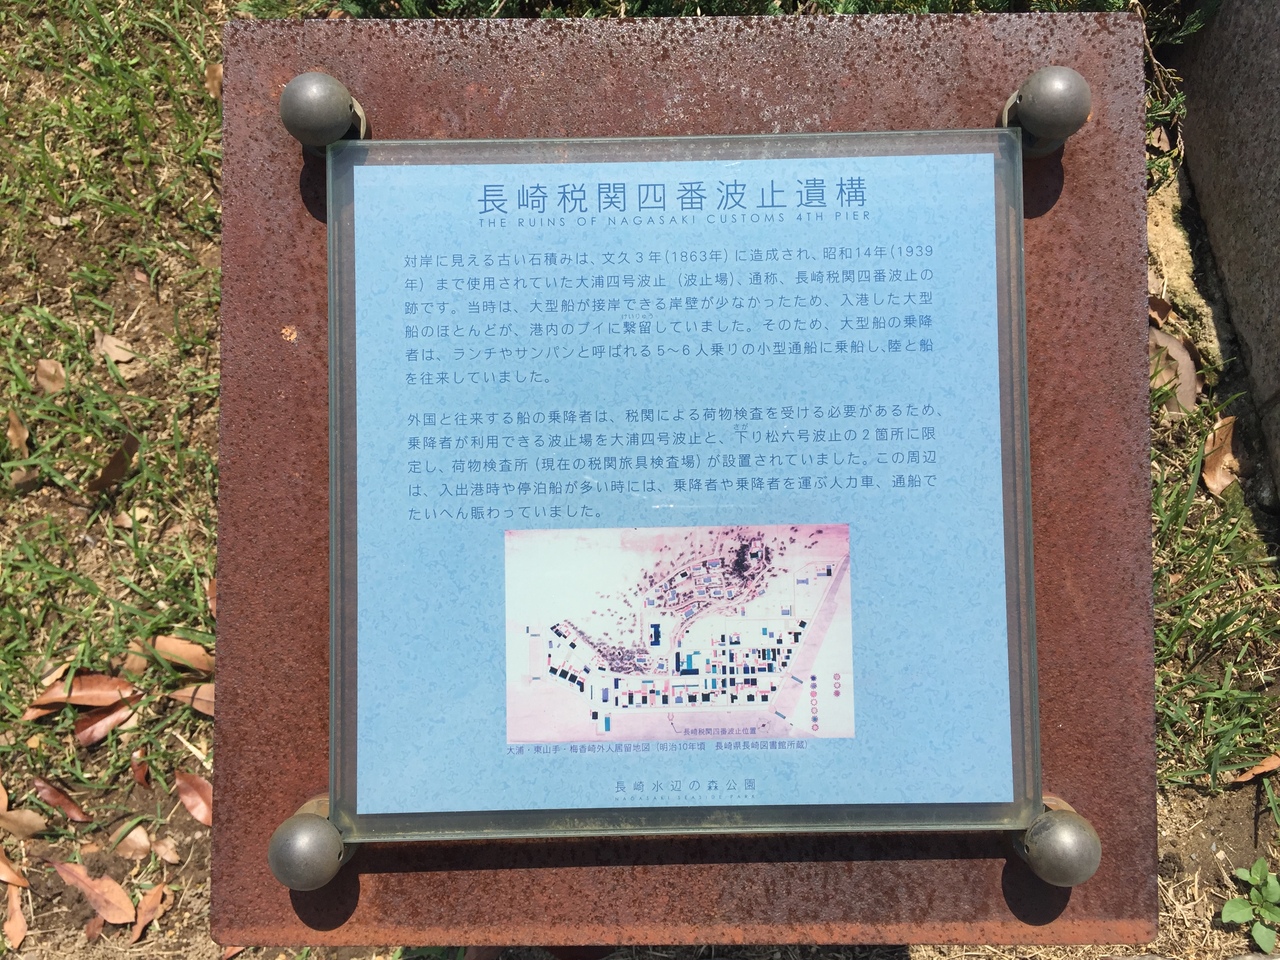 長崎税関四番波止遺構
THE RUINS OF NAGASAKI CUSTOMS 4TH PIER
対岸に見える古い石積みは、文久3年(1863年)に造成され、昭和14年(1939
年)まで使用されていた大浦四号波止(波止場)、通称、長崎税関四番波止の
跡です。当時は、大型船が接岸できる岸壁が少なかったため、入港した大型
けいりゅう
船のほとんどが、港内のブイに繋留していました。そのため、大型船の乗降
者は、ランチやサンパンと呼ばれる5〜6人乗りの小型通船に乗船し、陸と船
を往来していました。
外国と往来する船の乗降者は、税関による荷物検査を受ける必要があるため、
さが
乗降者が利用できる波止場を大浦四号波止と、下り松六号波止の2箇所に限
定し、荷物検査所(現在の税関旅具検査場)が設置されていました。この周辺
は、入出港時や停泊船が多い時には、乗降者や乗降者を運ぶ人力車、通船で
たいへん賑わっていました。
長崎税関四番波止位置
大浦・東山手・梅香崎外人居留地図(明治10年頃 長崎県長崎図書館所蔵)
長崎水辺の森公園
NAGASAKI SEASIDE PARK